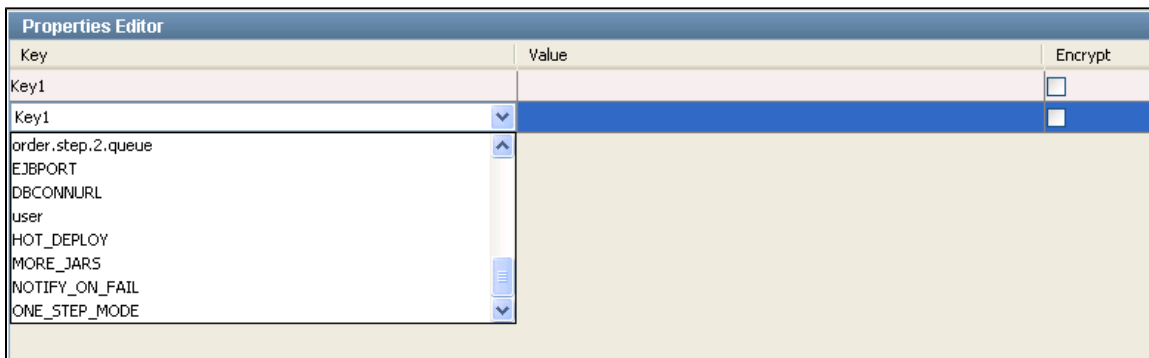 Properties Editor
Key Value Encrypt
Key1
Key1
order.step.2.queue
EJBPORT
DBCONNURL
user
HOT_DEPLOY
MORE_JARS
NOTIFY_ON_FAIL
ONE_STEP_MODE